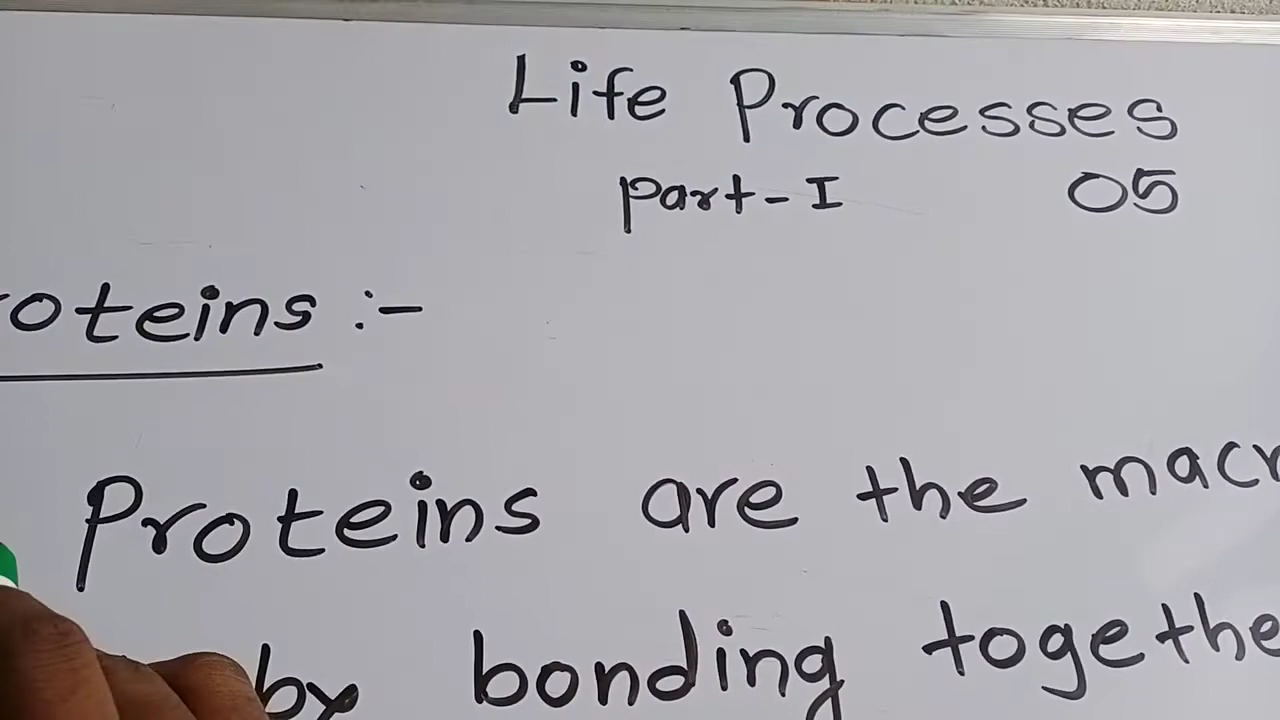 Life Processes
Part-I 05
roteins :-
Proteins are the macr
by bonding togethe